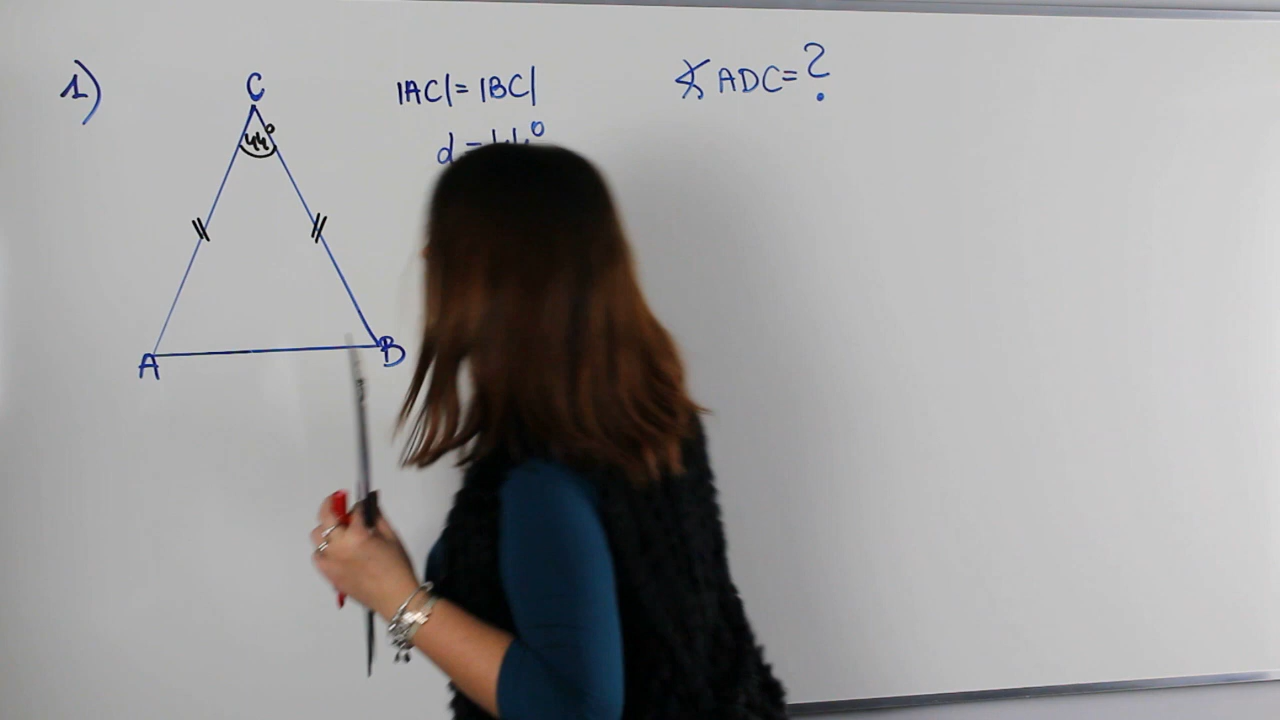 1)
C
|AC| = |BC|
∢ ADC = ?
44°
A
B